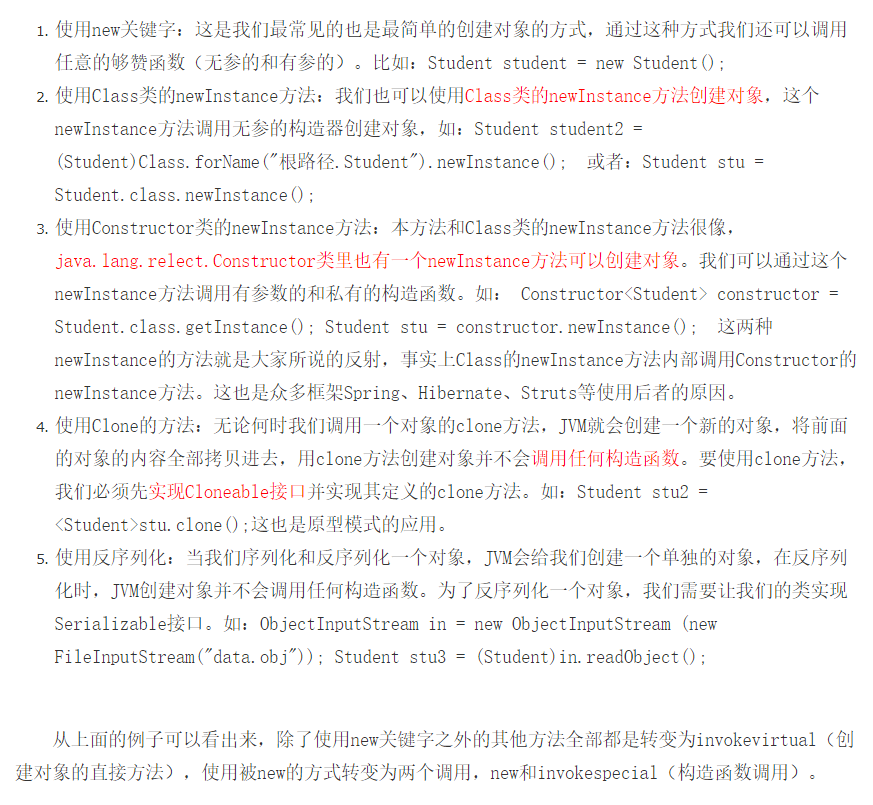 1. 使用new关键字：这是我们最常见的也是最简单的创建对象的方式，通过这种方式我们还可以调用
任意的够赞函数（无参的和有参的）。比如：Student student = new Student();
2. 使用Class类的newInstance方法：我们也可以使用Class类的newInstance方法创建对象，这个
newInstance方法调用无参的构造器创建对象，如：Student student2 =
(Student)Class.forName("根路径.Student").newInstance(); 或者：Student stu =
Student.class.newInstance();
3. 使用Constructor类的newInstance方法：本方法和Class类的newInstance方法很像，
java.lang.relect.Constructor类里也有一个newInstance方法可以创建对象。我们可以通过这个
newInstance方法调用有参数的和私有的构造函数。如： Constructor<Student> constructor =
Student.class.getInstance(); Student stu = constructor.newInstance(); 这两种
newInstance的方法就是大家所说的反射，事实上Class的newInstance方法内部调用Constructor的
newInstance方法。这也是众多框架Spring、Hibernate、Struts等使用后者的原因。
4. 使用Clone的方法：无论何时我们调用一个对象的clone方法，JVM就会创建一个新的对象，将前面
的对象的内容全部拷贝进去，用clone方法创建对象并不会调用任何构造函数。要使用clone方法，
我们必须先实现Cloneable接口并实现其定义的clone方法。如：Student stu2 =
<Student>stu.clone();这也是原型模式的应用。
5. 使用反序列化：当我们序列化和反序列化一个对象，JVM会给我们创建一个单独的对象，在反序列
化时，JVM创建对象并不会调用任何构造函数。为了反序列化一个对象，我们需要让我们的类实现
Serializable接口。如：ObjectInputStream in = new ObjectInputStream (new
FileInputStream("data.obj")); Student stu3 = (Student)in.readObject();
从上面的例子可以看出来，除了使用new关键字之外的其他方法全部都是转变为invokevirtual（创
建对象的直接方法），使用被new的方式转变为两个调用，new和invokespecial（构造函数调用）。